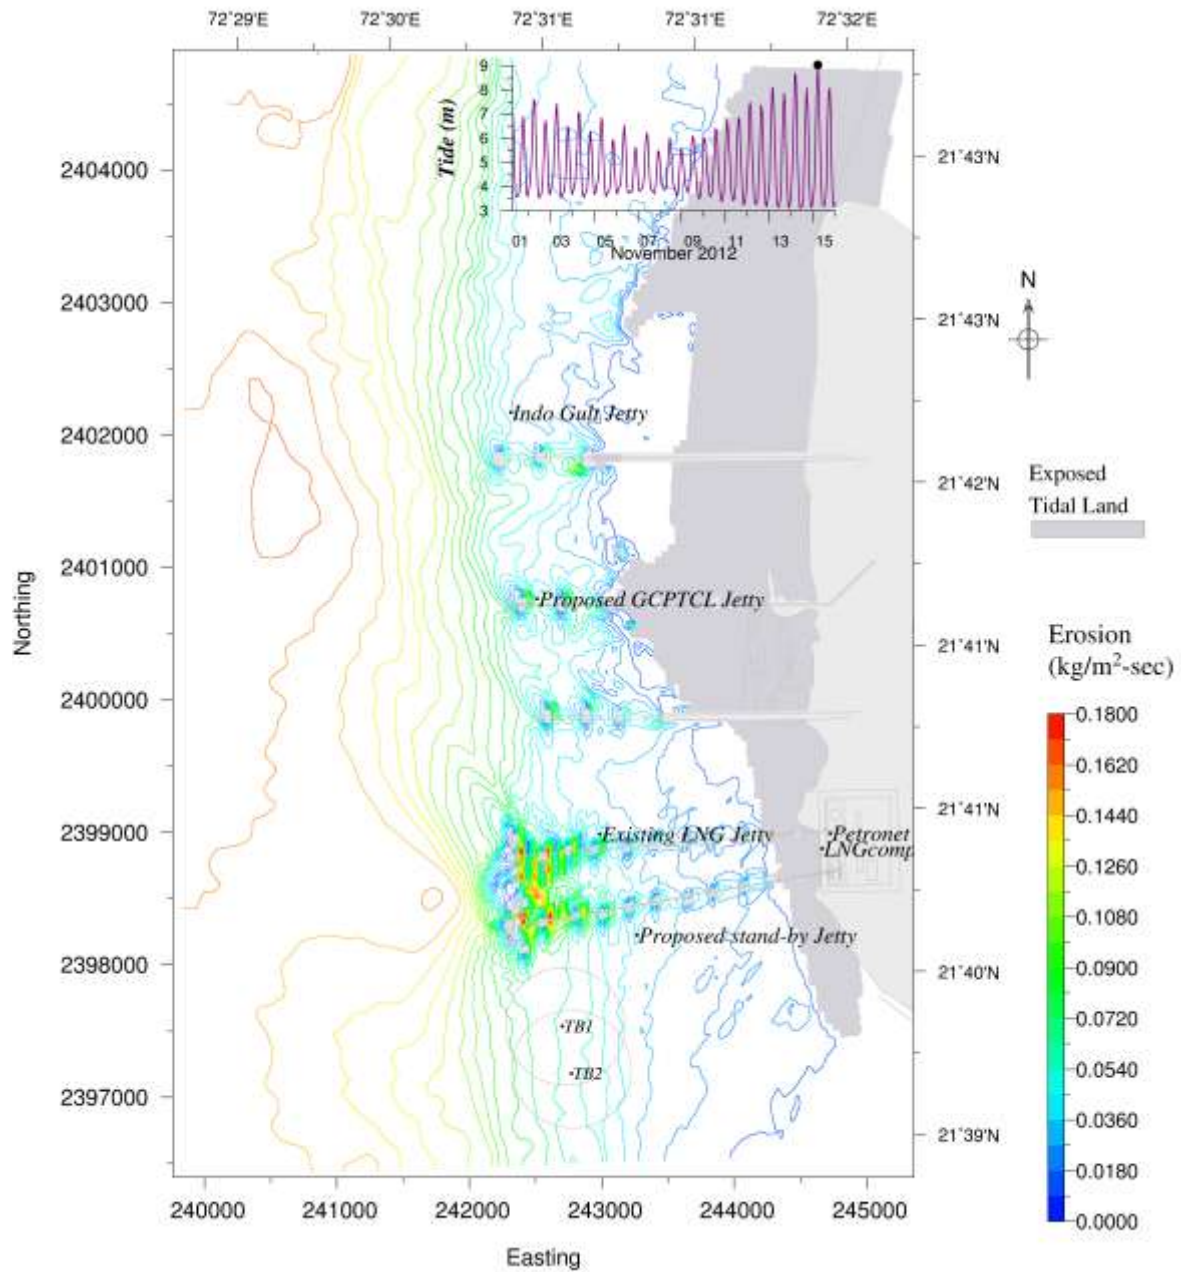 72°29'E 72°30'E 72°31'E 72°31'E 72°32'E
9
8
7
6
5
4
3
Tide (m)
01 03 05 07 09 11 13 15
November 2012
2404000
2403000
2402000
2401000
2400000
2399000
2398000
2397000
Northing
21°43'N
21°43'N
21°42'N
21°41'N
21°41'N
21°40'N
21°39'N
Indo Gult Jetty
Proposed GCPTCL Jetty
Existing LNG Jetty
Petronet
LNGcomp
Proposed stand-by Jetty
TB1
TB2
240000 241000 242000 243000 244000 245000
Easting
N
Exposed
Tidal Land
Erosion
(kg/m²-sec)
0.1800
0.1620
0.1440
0.1260
0.1080
0.0900
0.0720
0.0540
0.0360
0.0180
0.0000